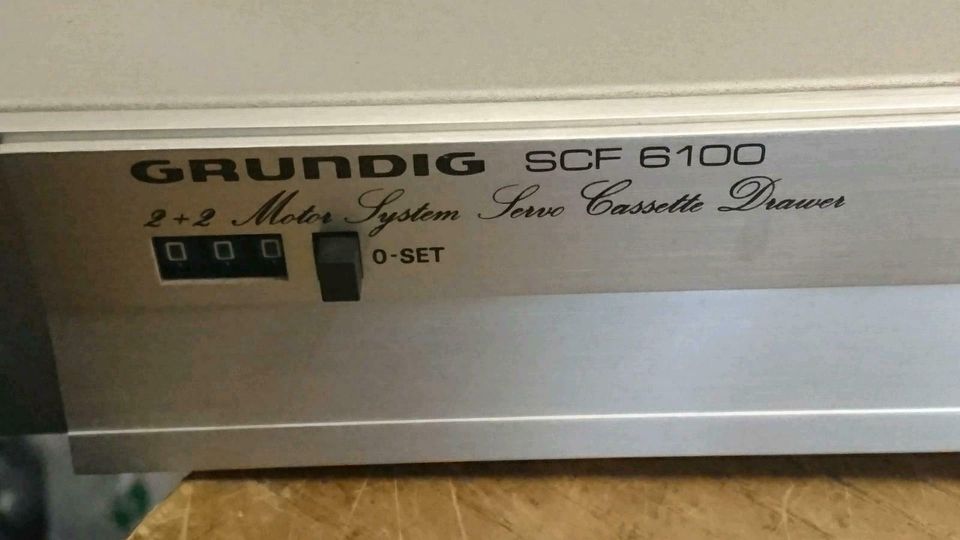 GRUNDIG SCF 6100
2+2 Motor System Servo Cassette Drawer
000 0-SET